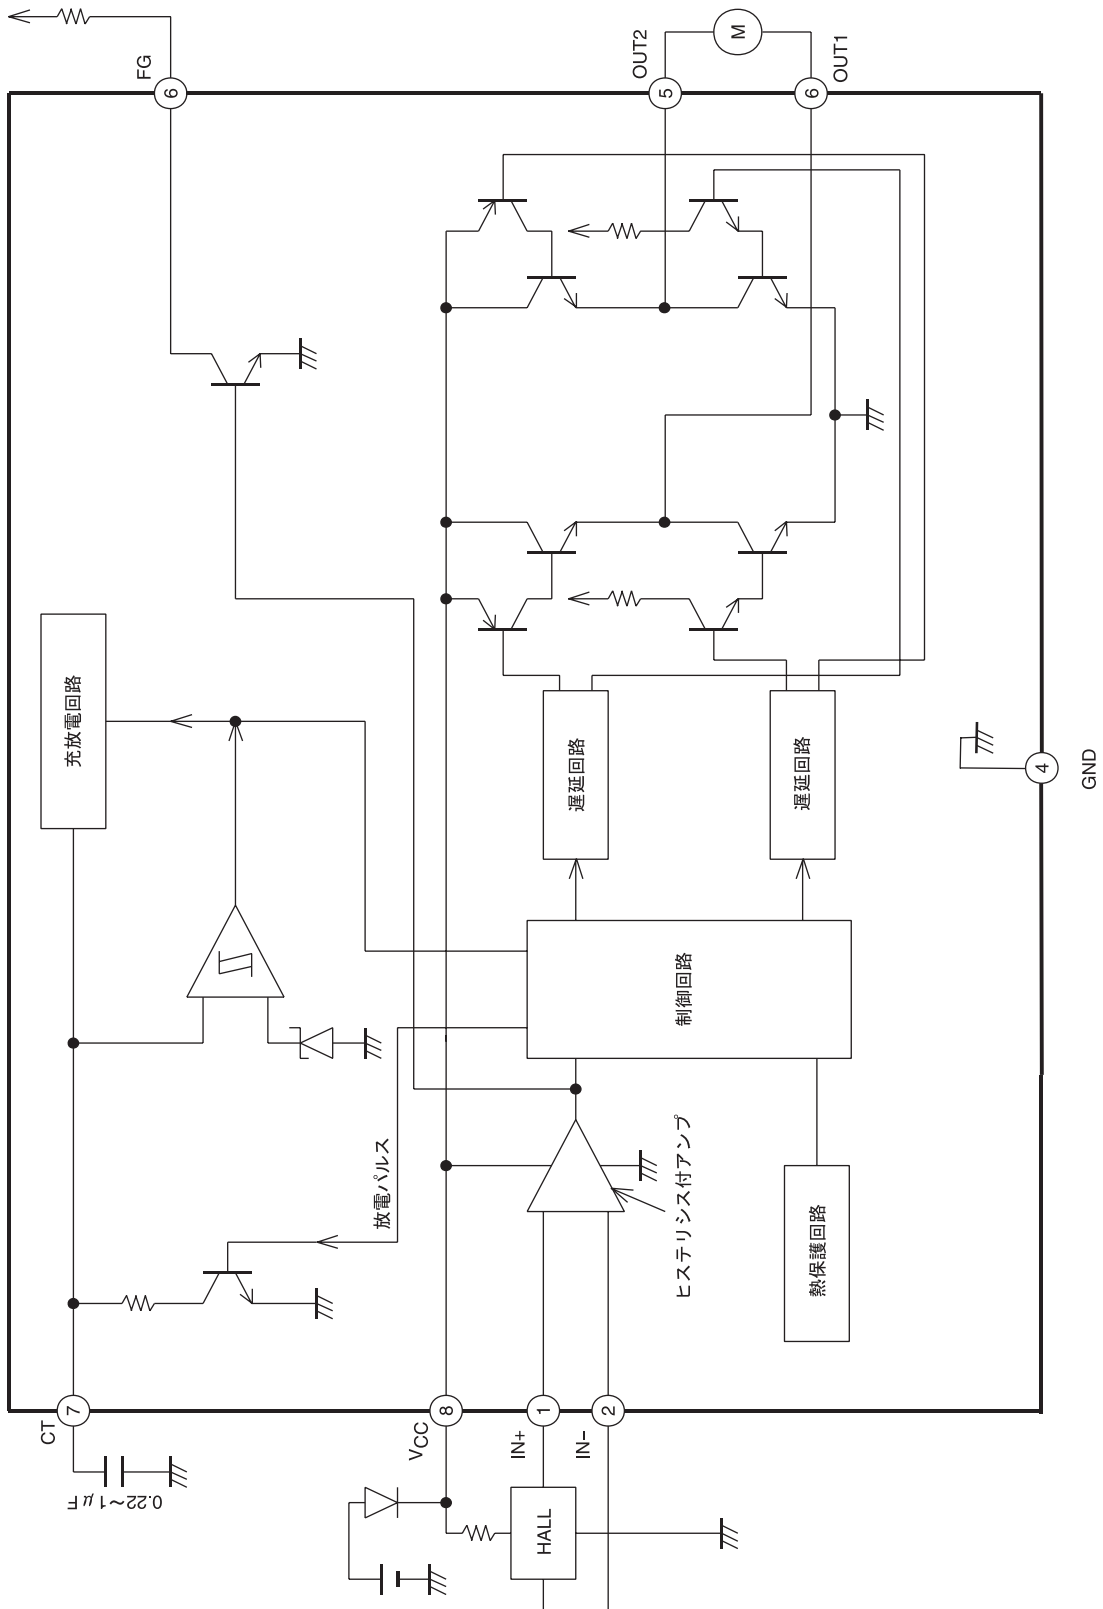 FG
6
OUT2
5
M
OUT1
6
充放電回路
遅延回路
遅延回路
4
GND
制御回路
放電パルス
ヒステリシス付アンプ
熱保護回路
CT
7
VCC
8
IN+
1
IN−
2
0.22~1μF
HALL